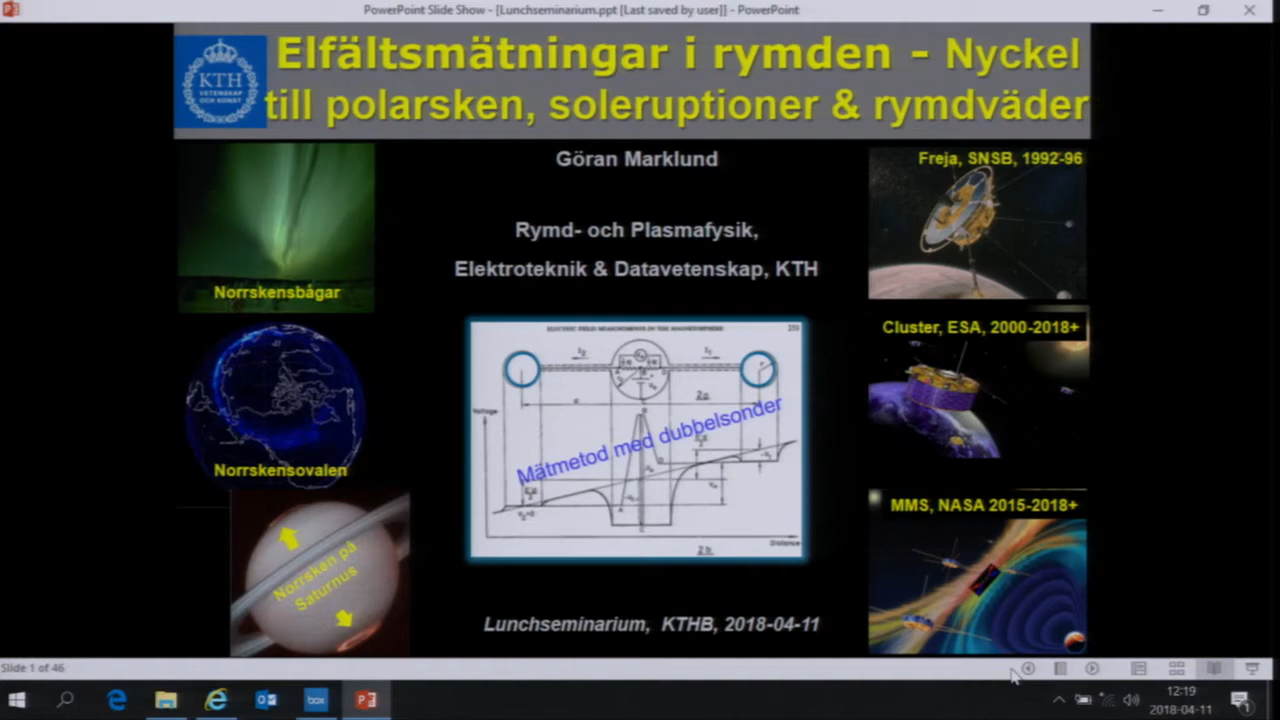 PowerPoint Slide Show - [Lunchseminarium.ppt [Last saved by user]] - PowerPoint
KTH
VETENSKAP
OCH KONST
Elfältsmätningar i rymden - Nyckel
till polarsken, soleruptioner & rymdväder
Göran Marklund
Rymd- och Plasmafysik,
Elektroteknik & Datavetenskap, KTH
Norrskensbågar
Norrskensovalen
Norrsken på
Saturnus
ELECTRIC FIELD MEASUREMENTS IN THE MAGNETOSPHERE
Voltage
Mätmetod med dubbelsonder
Distance
2 b
Freja, SNSB, 1992-96
Cluster, ESA, 2000-2018+
MMS, NASA 2015-2018+
Lunchseminarium, KTHB, 2018-04-11
Slide 1 of 46
box
12:19
2018-04-11
1